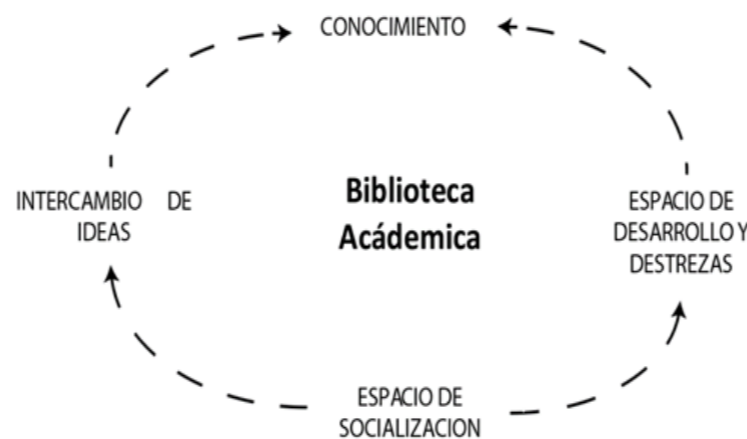 CONOCIMIENTO
INTERCAMBIO DE
IDEAS
Biblioteca
Acádemica
ESPACIO DE
DESARROLLO Y
DESTREZAS
ESPACIO DE
SOCIALIZACION